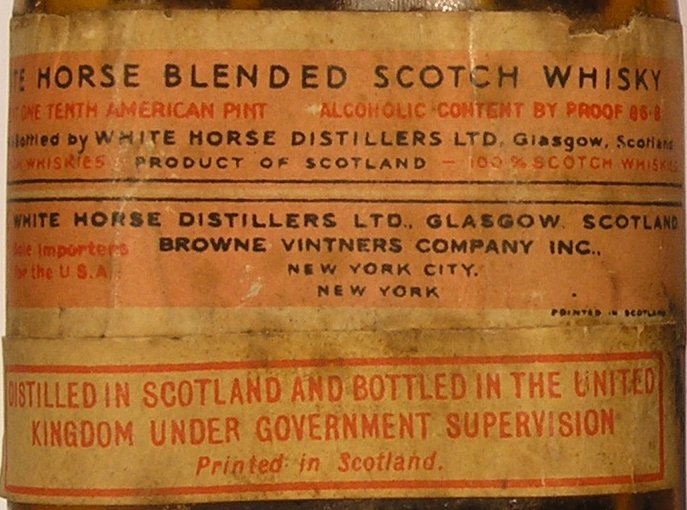 TE HORSE BLENDED SCOTCH WHISKY
ONE TENTH AMERICAN PINT ALCOHOLIC CONTENT BY PROOF 86·8
Bottled by WHITE HORSE DISTILLERS LTD, Glasgow, Scotland
WHISKIES PRODUCT OF SCOTLAND – 100% SCOTCH WHISKIES
WHITE HORSE DISTILLERS LTD., GLASGOW, SCOTLAND
Sole Importers BROWNE VINTNERS COMPANY INC.,
for the U.S.A. NEW YORK CITY.
NEW YORK
PRINTED IN SCOTLAND
DISTILLED IN SCOTLAND AND BOTTLED IN THE UNITED
KINGDOM UNDER GOVERNMENT SUPERVISION
Printed in Scotland.